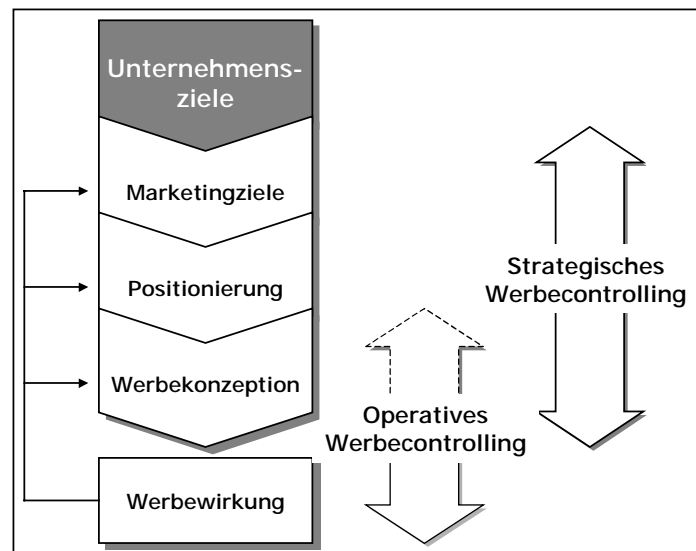 Unternehmens-
ziele
Marketingziele
Positionierung
Werbekonzeption
Werbewirkung
Operatives
Werbecontrolling
Strategisches
Werbecontrolling